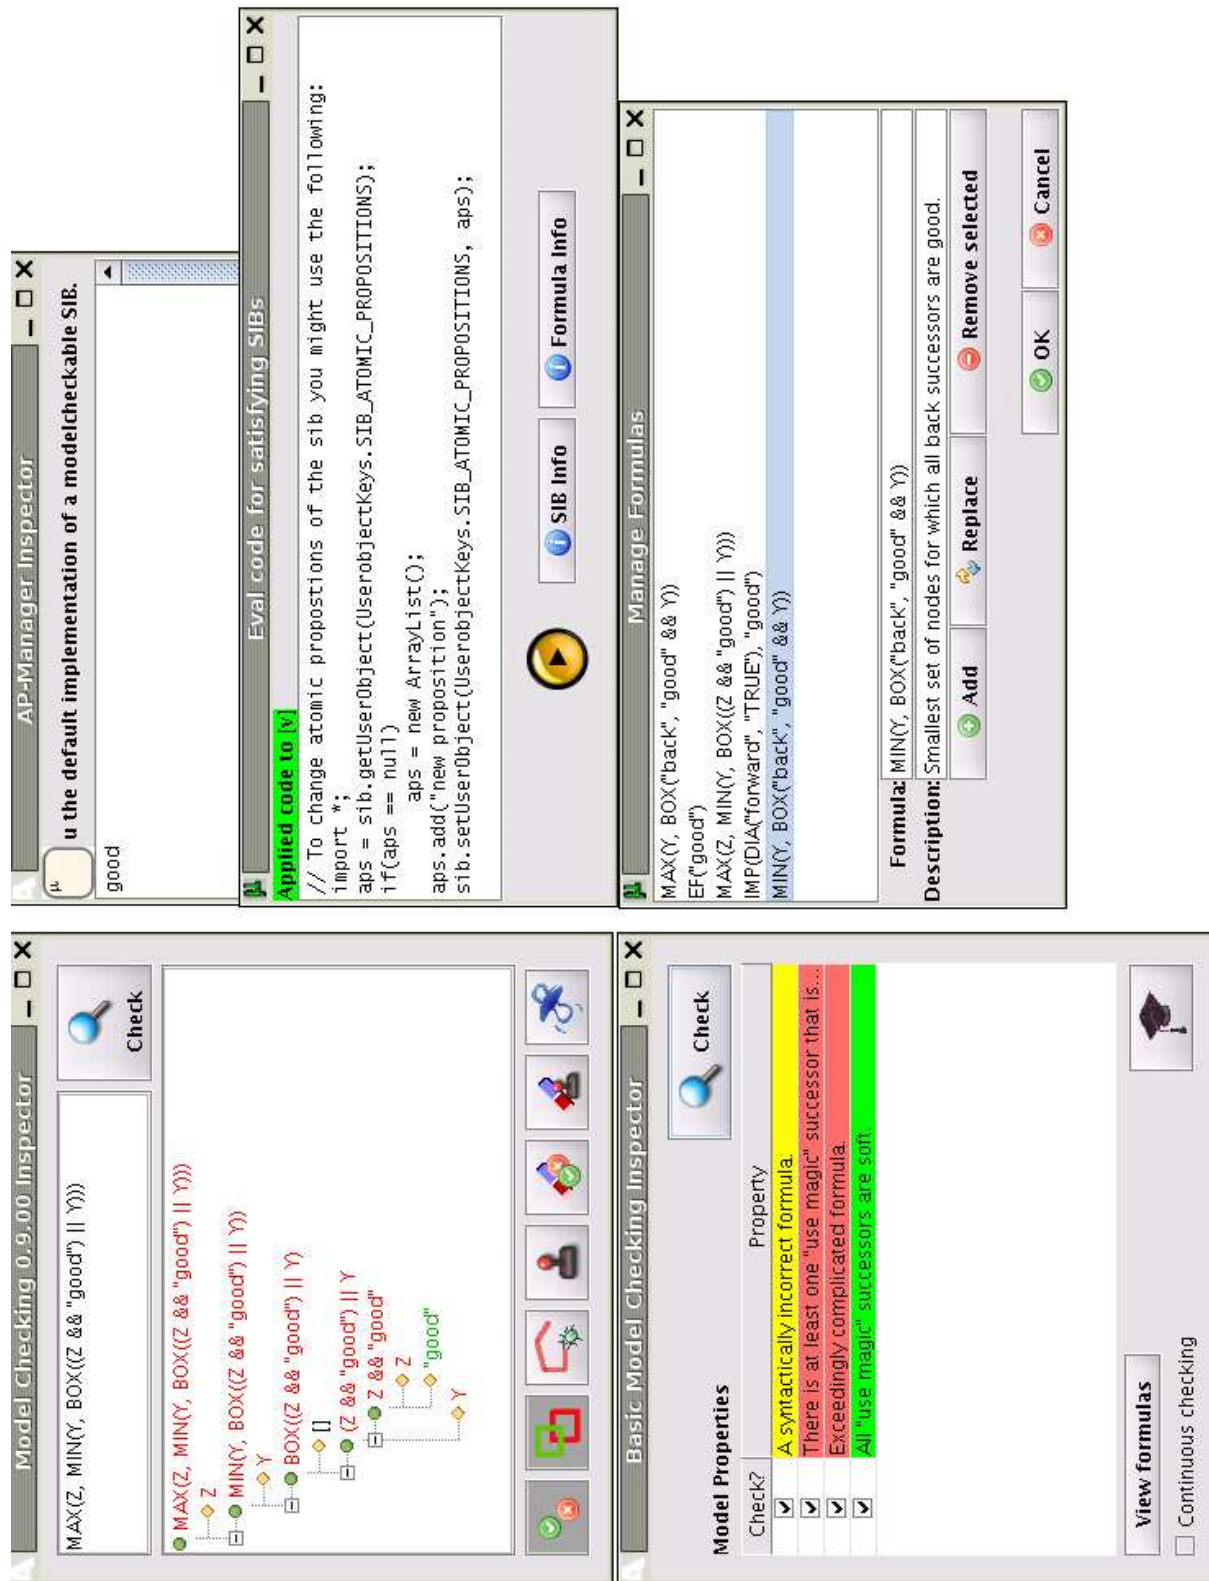 Model Checking 0.9.00 Inspector
MAX(Z, MIN(Y, BOX((Z && "good") || Y)))
Check
MAX(Z, MIN(Y, BOX((Z && "good") || Y)))
Z
MIN(Y, BOX((Z && "good") || Y))
Y
BOX((Z && "good") || Y)
[]
(Z && "good") || Y
Z && "good"
Z
"good"
Y
AP-Manager Inspector
μ
u the default implementation of a modelcheckable SIB.
good
Eval code for satisfying SIBs
Applied code to [v]
// To change atomic propostions of the sib you might use the following:
import *;
aps = sib.getUserObject(UserobjectKeys.SIB_ATOMIC_PROPOSITIONS);
if(aps == null)
aps = new ArrayList();
aps.add("new proposition");
sib.setUserObject(UserobjectKeys.SIB_ATOMIC_PROPOSITIONS, aps);
SIB Info
Formula Info
Basic Model Checking Inspector
Model Properties
Check
Check?
Property
A syntactically incorrect formula.
There is at least one "use magic" successor that is...
Exceedingly complicated formula.
All "use magic" successors are soft.
View formulas
Continuous checking
Manage Formulas
MAX(Y, BOX("back", "good" && Y))
EF("good")
MAX(Z, MIN(Y, BOX((Z && "good") || Y)))
IMP(DIA("forward", "TRUE"), "good")
MIN(Y, BOX("back", "good" && Y))
Formula: MIN(Y, BOX("back", "good" && Y))
Description: Smallest set of nodes for which all back successors are good.
Add
Replace
Remove selected
OK
Cancel